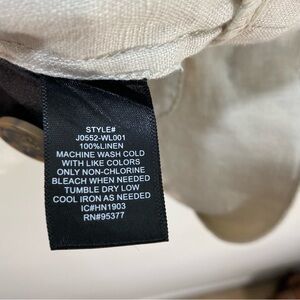 STYLE#
J0552-WL001
100%LINEN
MACHINE WASH COLD
WITH LIKE COLORS
ONLY NON-CHLORINE
BLEACH WHEN NEEDED
TUMBLE DRY LOW
COOL IRON AS NEEDED
IC#HN1903
RN#95377